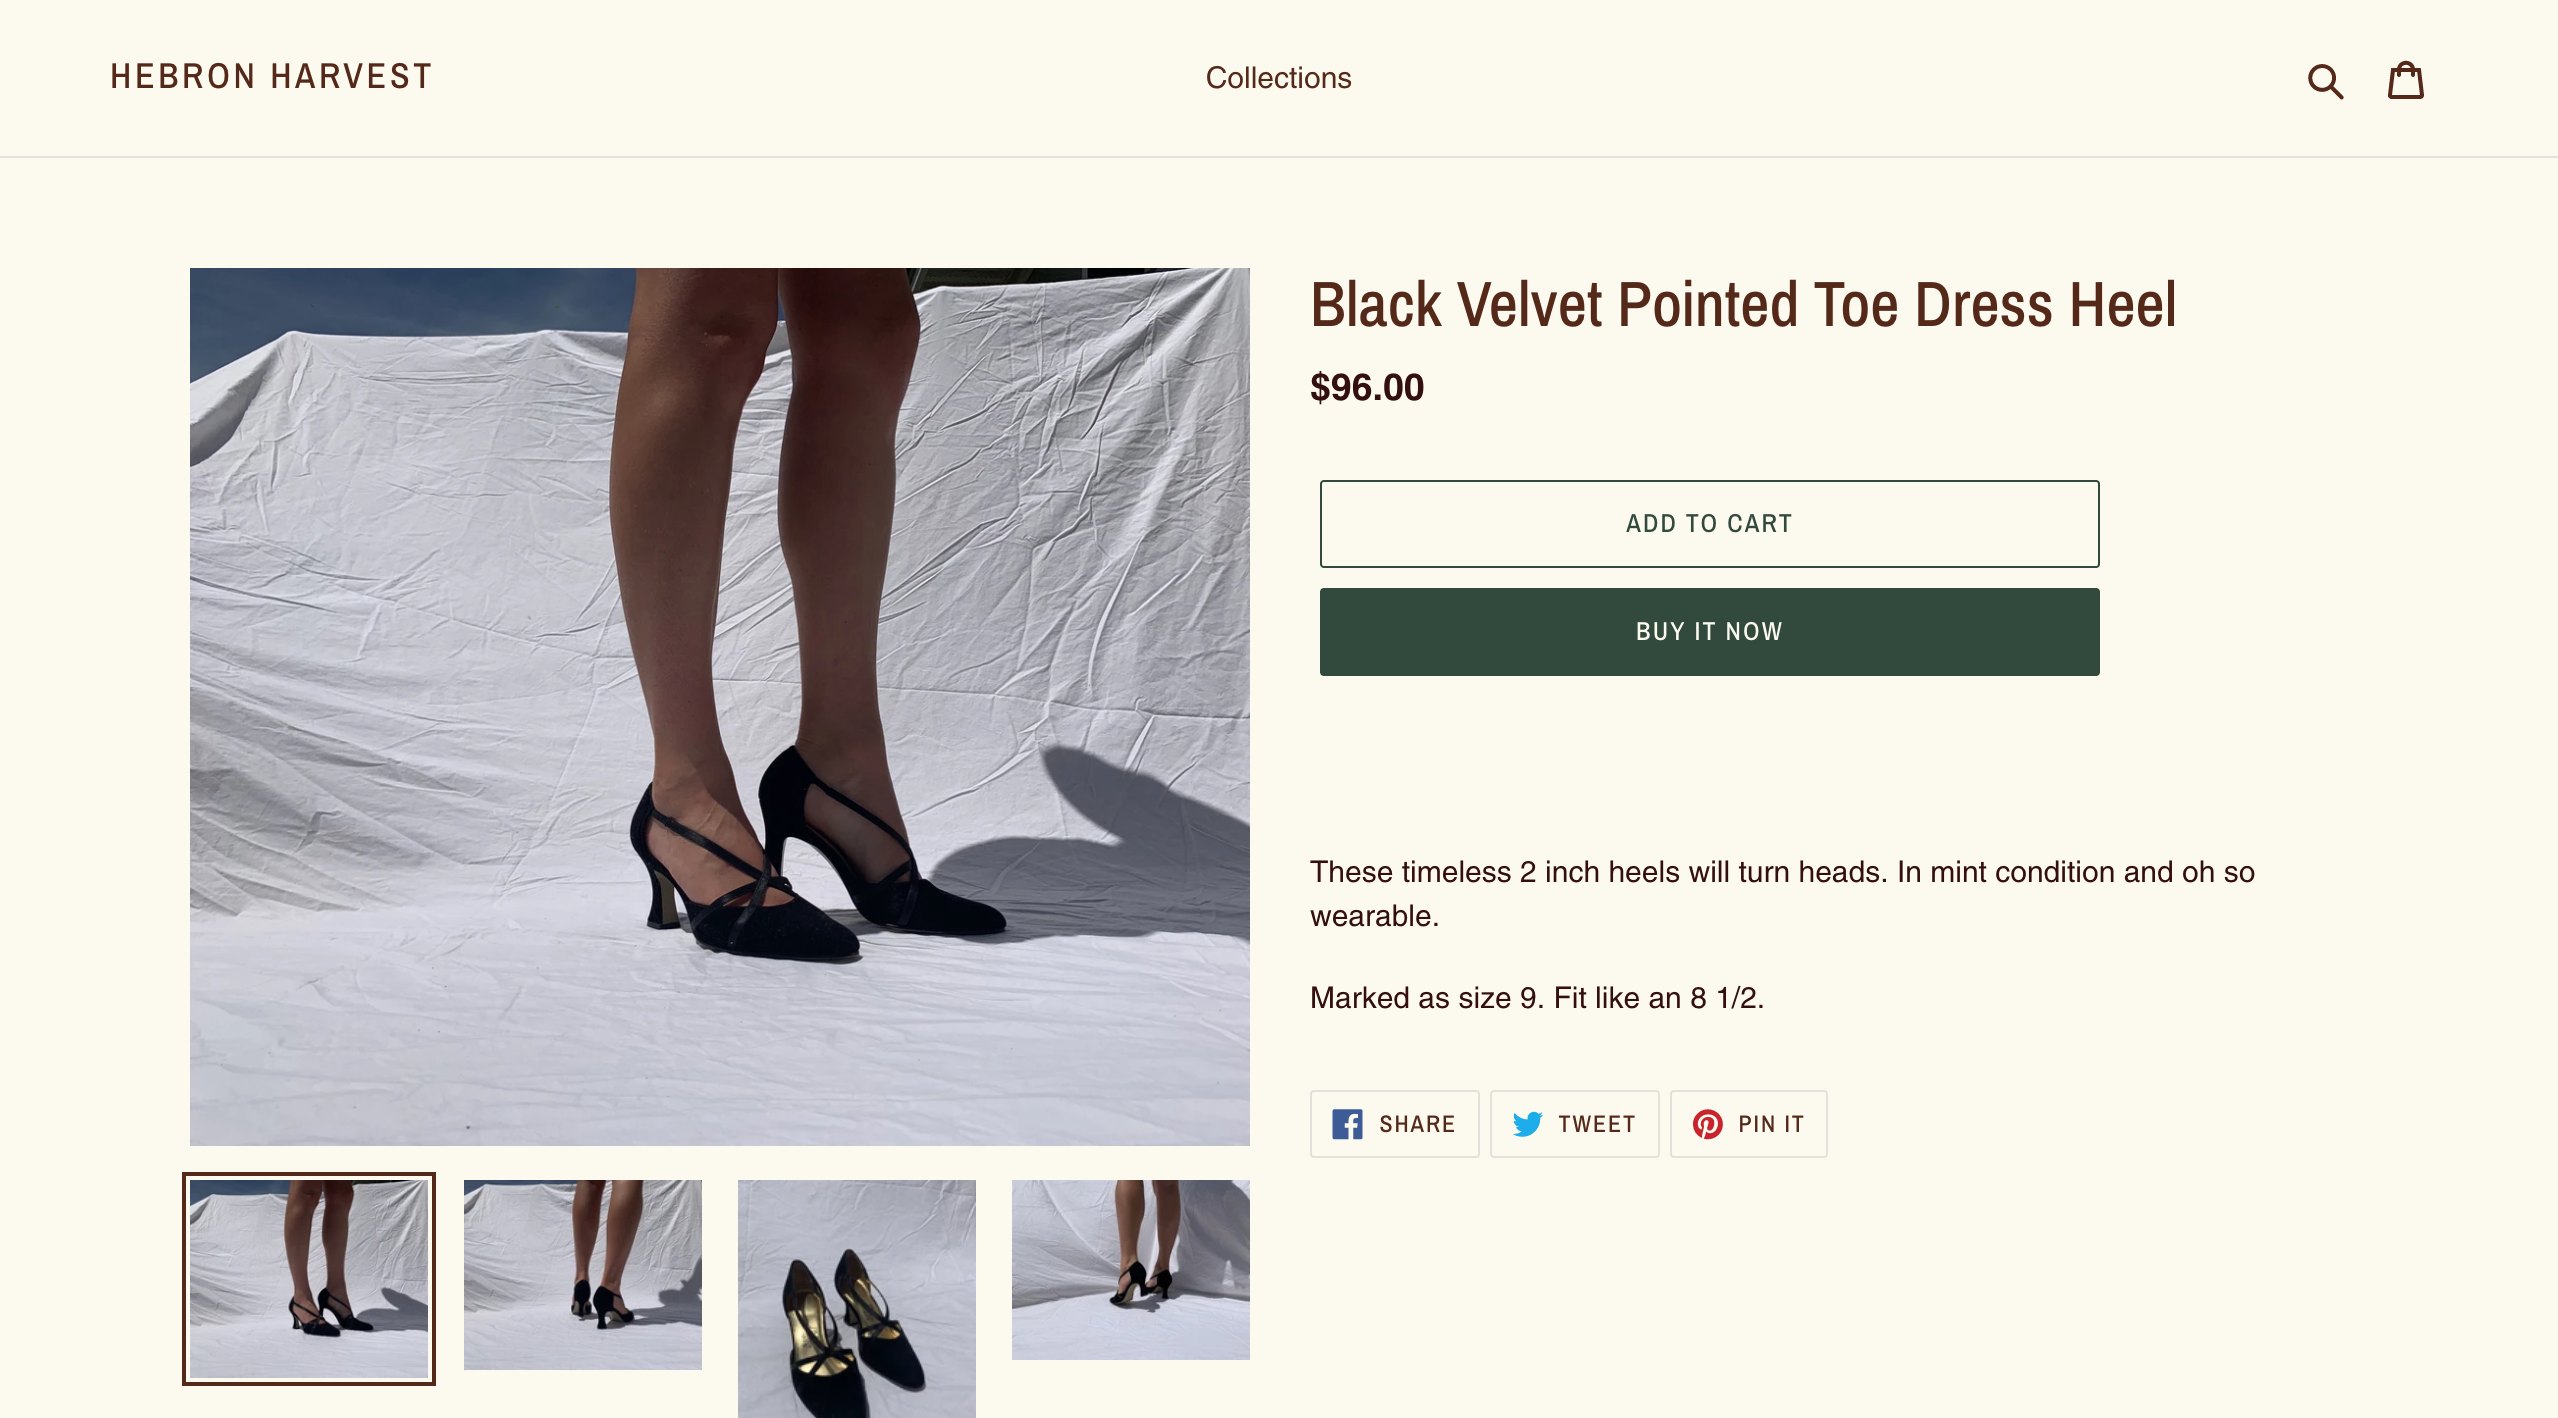 HEBRON HARVEST
Collections
Black Velvet Pointed Toe Dress Heel
$96.00
ADD TO CART
BUY IT NOW
These timeless 2 inch heels will turn heads. In mint condition and oh so
wearable.
Marked as size 9. Fit like an 8 1/2.
SHARE
TWEET
PIN IT